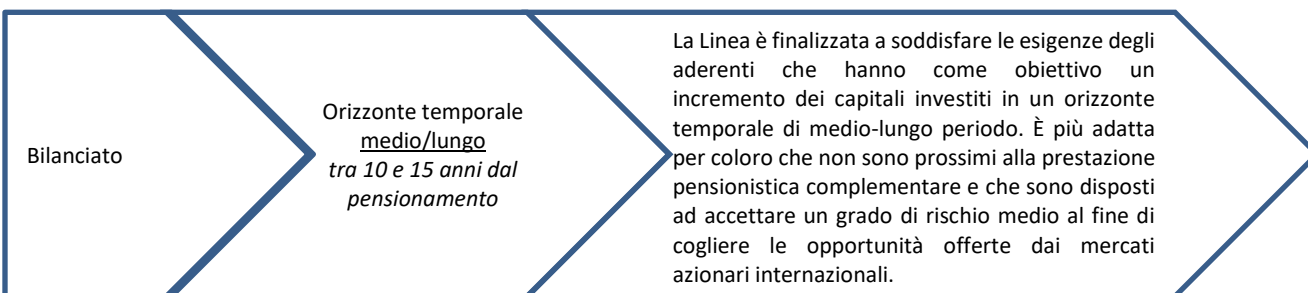 Bilanciato
Orizzonte temporale
medio/lungo
tra 10 e 15 anni dal
pensionamento
La Linea è finalizzata a soddisfare le esigenze degli
aderenti che hanno come obiettivo un
incremento dei capitali investiti in un orizzonte
temporale di medio-lungo periodo. È più adatta
per coloro che non sono prossimi alla prestazione
pensionistica complementare e che sono disposti
ad accettare un grado di rischio medio al fine di
cogliere le opportunità offerte dai mercati
azionari internazionali.